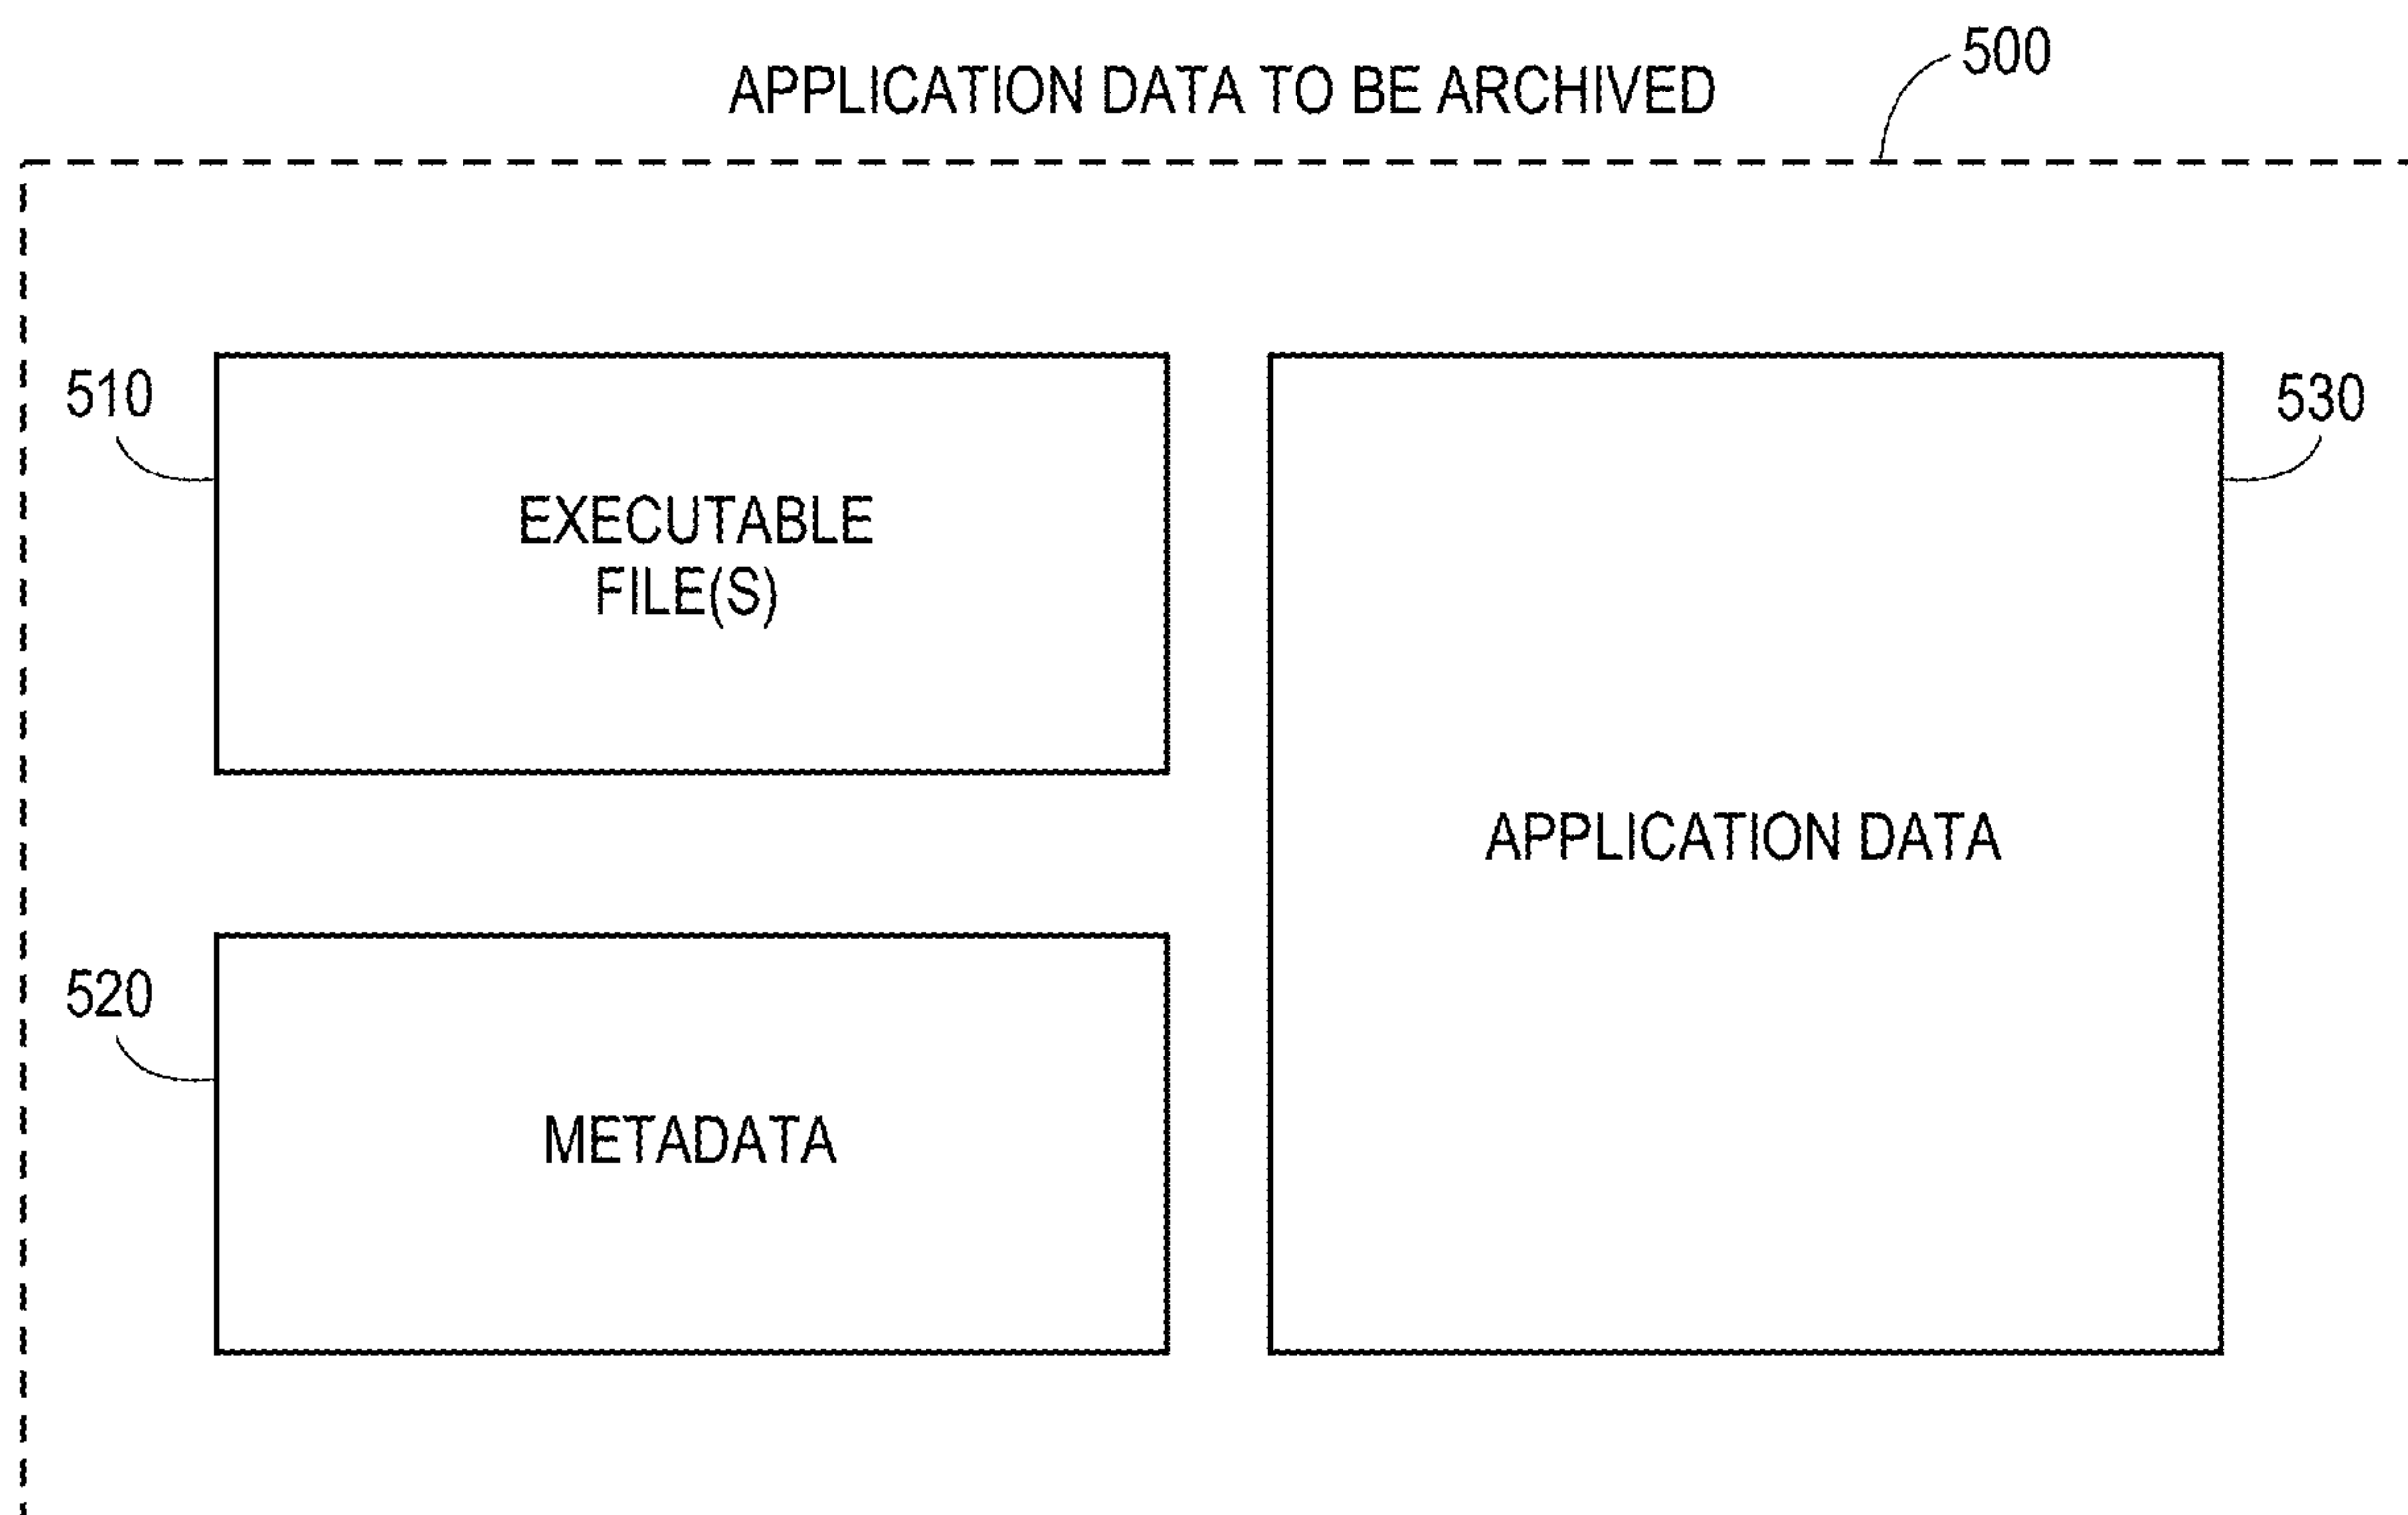 500
APPLICATION DATA TO BE ARCHIVED
510
EXECUTABLE
FILE(S)
530
APPLICATION DATA
520
METADATA